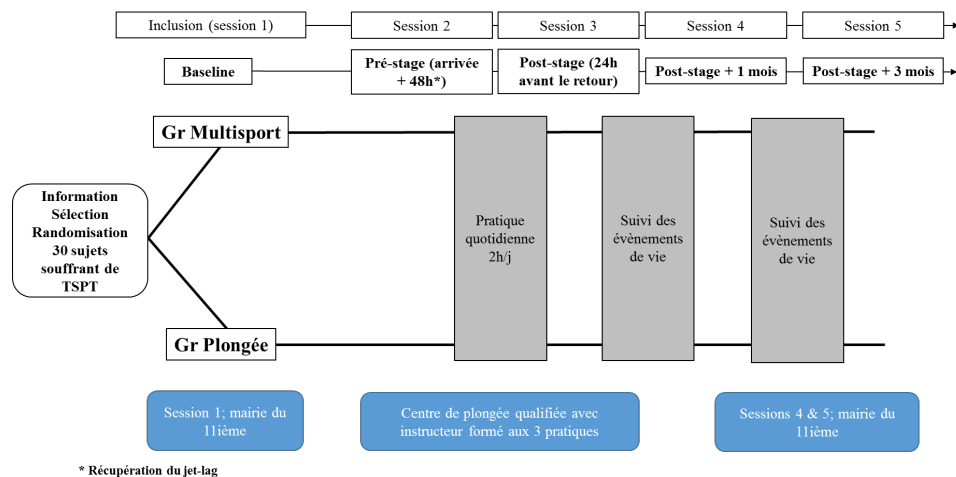 Inclusion (session 1)
Session 2
Session 3
Session 4
Session 5
Baseline
Pré-stage (arrivée
+ 48h*)
Post-stage (24h
avant le retour)
Post-stage + 1 mois
Post-stage + 3 mois
Gr Multisport
Information
Sélection
Randomisation
30 sujets
souffrant de
TSPT
Pratique
quotidienne
2h/j
Suivi des
évènements
de vie
Suivi des
évènements
de vie
Gr Plongée
Session 1; mairie du
11ième
Centre de plongée qualifiée avec
instructeur formé aux 3 pratiques
Sessions 4 & 5; mairie du
11ième
* Récupération du jet-lag